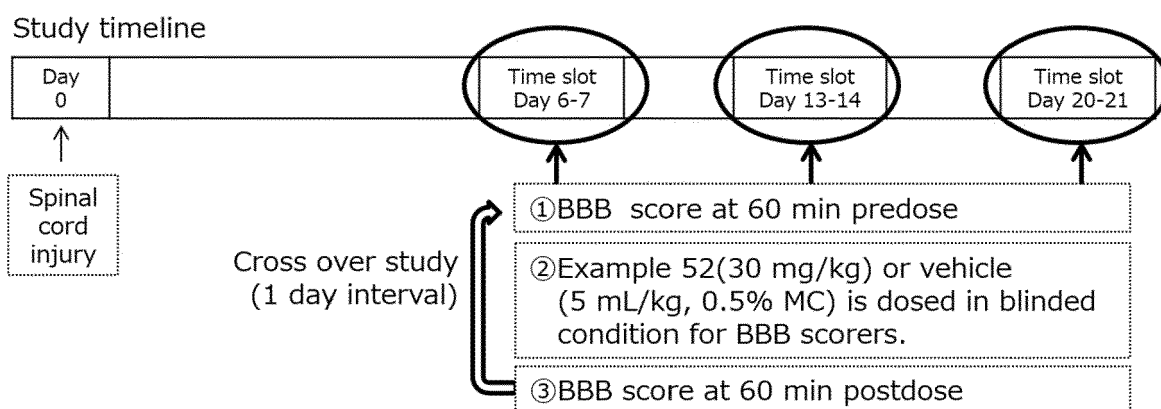 Study timeline
Day
0
Time slot
Day 6-7
Time slot
Day 13-14
Time slot
Day 20-21
Spinal
cord
injury
Cross over study
(1 day interval)
①BBB score at 60 min predose
②Example 52(30 mg/kg) or vehicle
(5 mL/kg, 0.5% MC) is dosed in blinded
condition for BBB scorers.
③BBB score at 60 min postdose